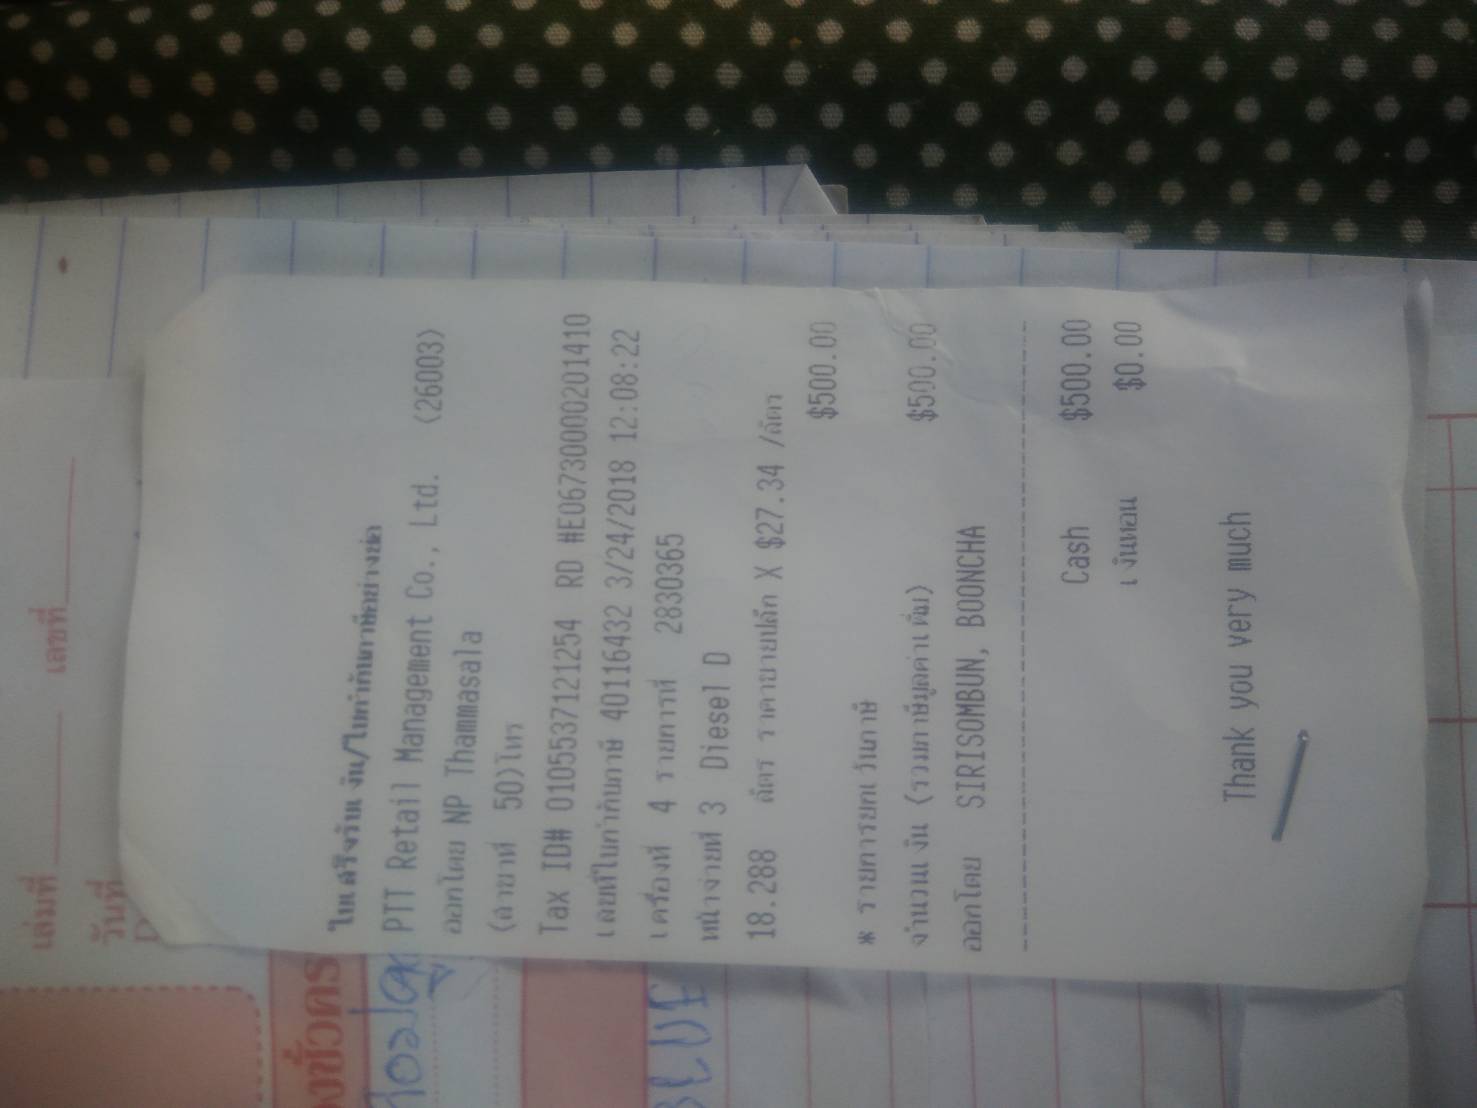 ใบเสร็จรับเงิน/ใบกำกับภาษีอย่างย่อ
PTT Retail Management Co., Ltd. (26003)
ออกโดย NP Thammasala
(สาขาที่ 50)โทร
Tax ID# 0105537121254 RD #E067300002014​10
เลขที่ใบกำกับภาษี 40116432 3/24/2018 12:08:22
เครื่องที่ 4 รายการที่ 2830365
หน้าจ่ายที่ 3 Diesel D
18.288 ลิตร ราคาขายปลีก X $27.34 /ลิตร
$500.00
* รายการยกเว้นภาษี
จำนวนเงิน (รวมภาษีมูลค่าเพิ่ม) $500.00
ออกโดย SIRISOMBUN, BOONCHA
Cash $500.00
เงินทอน $0.00
Thank you very much
เล่มที่ เลขที่
วันที่